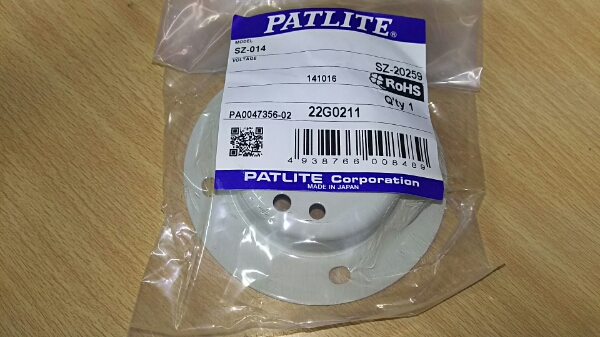 PATLITE®
MODEL
SZ-014
VOLTAGE
SZ-20259
141016
RoHS
Q'ty 1
PA0047356-02
22G0211
4 938766 008489
PATLITE Corporation
MADE IN JAPAN